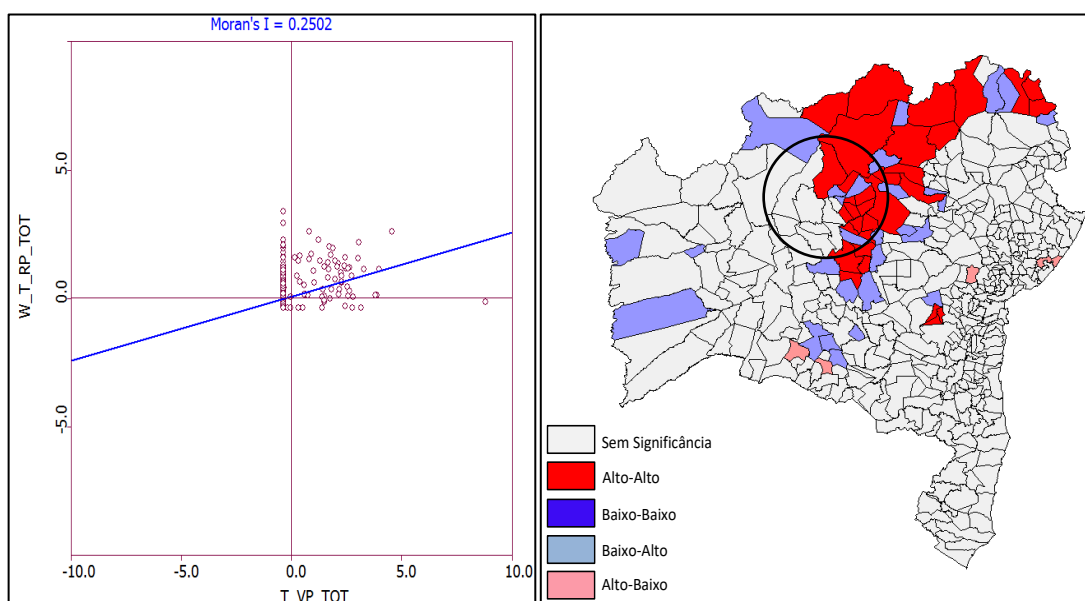 Moran's I = 0.2502
5.0
0.0
-5.0
W_T_RP_TOT
-10.0
-5.0
0.0
5.0
10.0
T_VP_TOT
Sem Significância
Alto-Alto
Baixo-Baixo
Baixo-Alto
Alto-Baixo